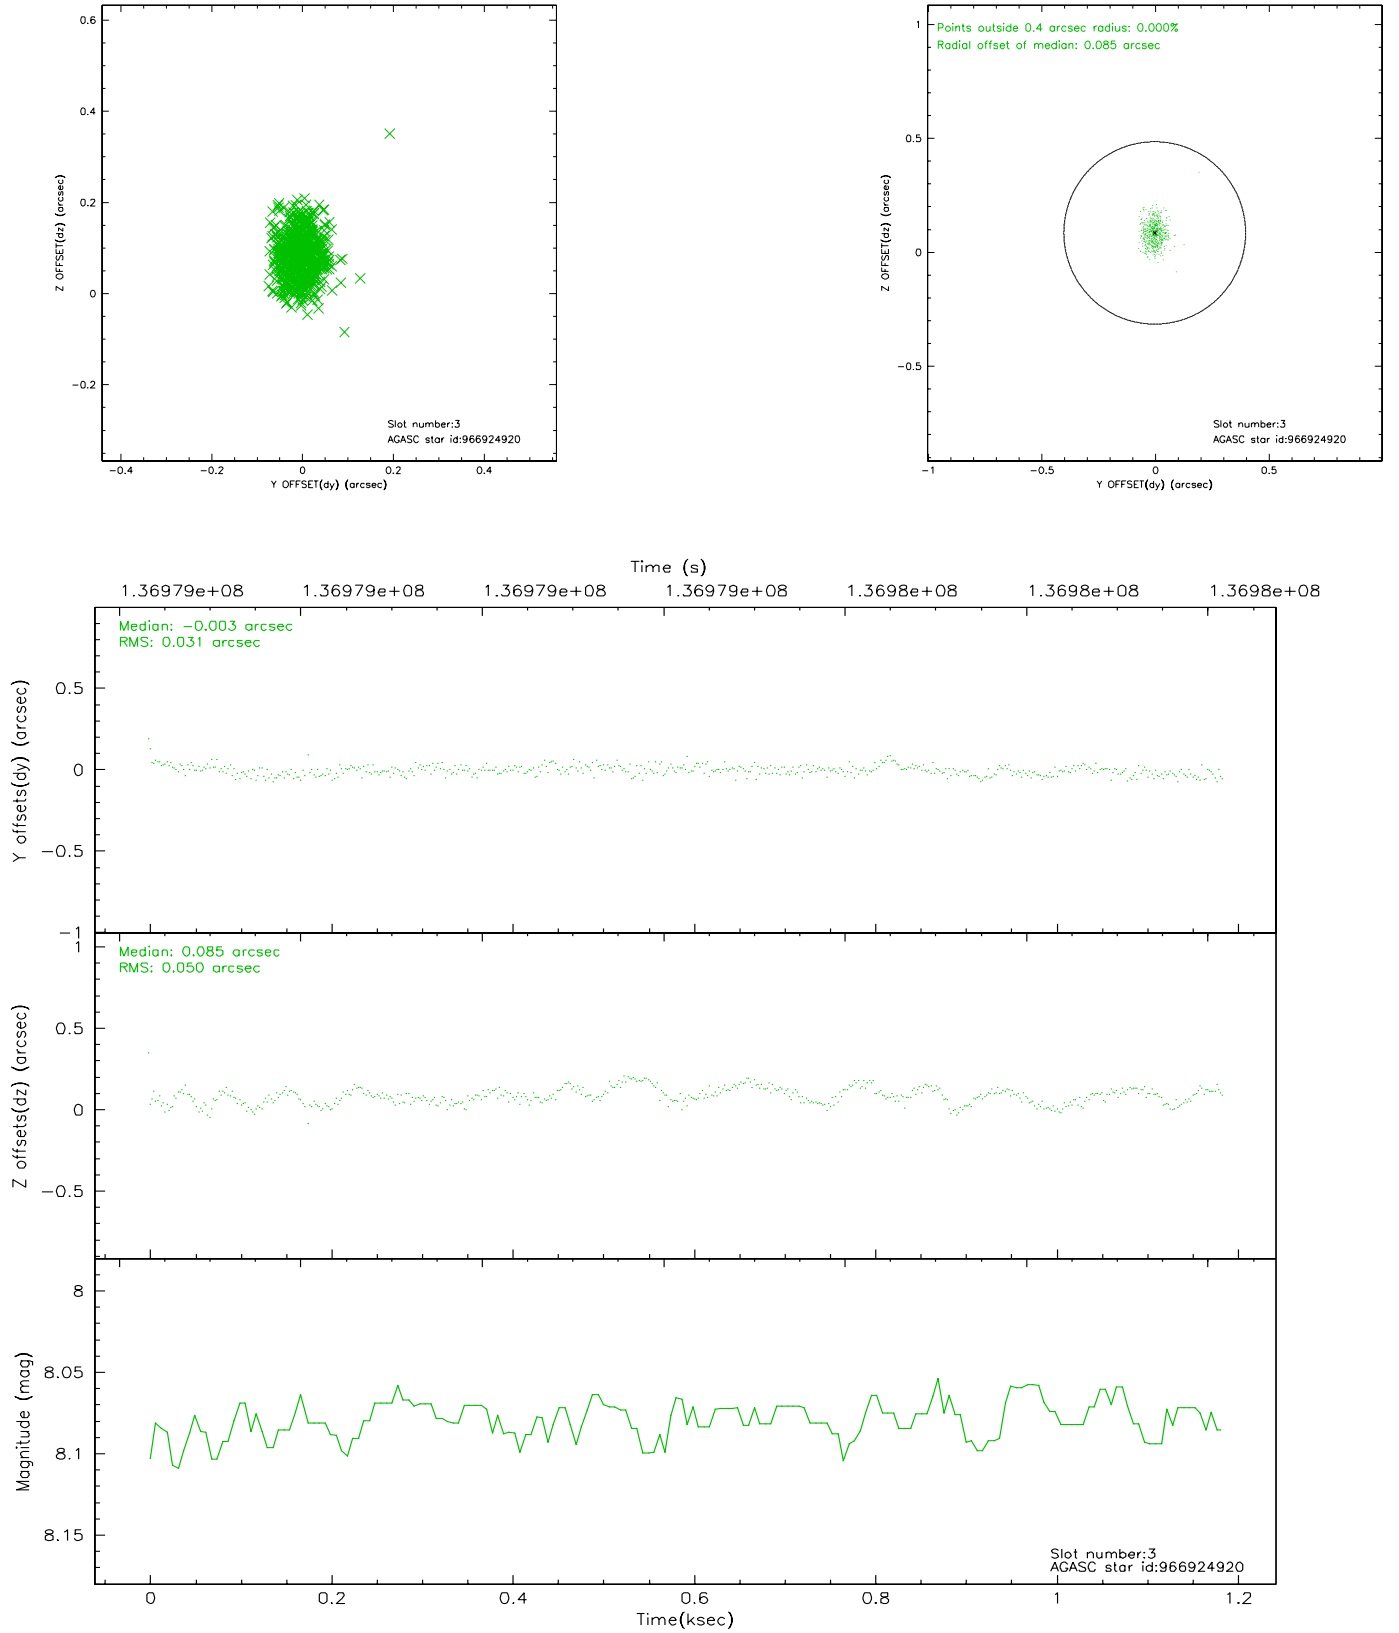 0.6
0.4
0.2
0
−0.2
Z OFFSET(dz) (arcsec)
Slot number:3
AGASC star id:966924920
−0.4 −0.2 0 0.2 0.4
Y OFFSET(dy) (arcsec)
Points outside 0.4 arcsec radius: 0.000%
Radial offset of median: 0.085 arcsec
1
0.5
0
−0.5
Z OFFSET(dz) (arcsec)
Slot number:3
AGASC star id:966924920
−1 −0.5 0 0.5
Y OFFSET(dy) (arcsec)
Time (s)
1.36979e+08 1.36979e+08 1.36979e+08 1.36979e+08 1.3698e+08 1.3698e+08 1.3698e+08
Median: −0.003 arcsec
RMS: 0.031 arcsec
0.5
0
−0.5
−1
Y offsets(dy) (arcsec)
Median: 0.085 arcsec
RMS: 0.050 arcsec
1
0.5
0
−0.5
Z offsets(dz) (arcsec)
8
8.05
8.1
8.15
Magnitude (mag)
Slot number:3
AGASC star id:966924920
0 0.2 0.4 0.6 0.8 1 1.2
Time(ksec)